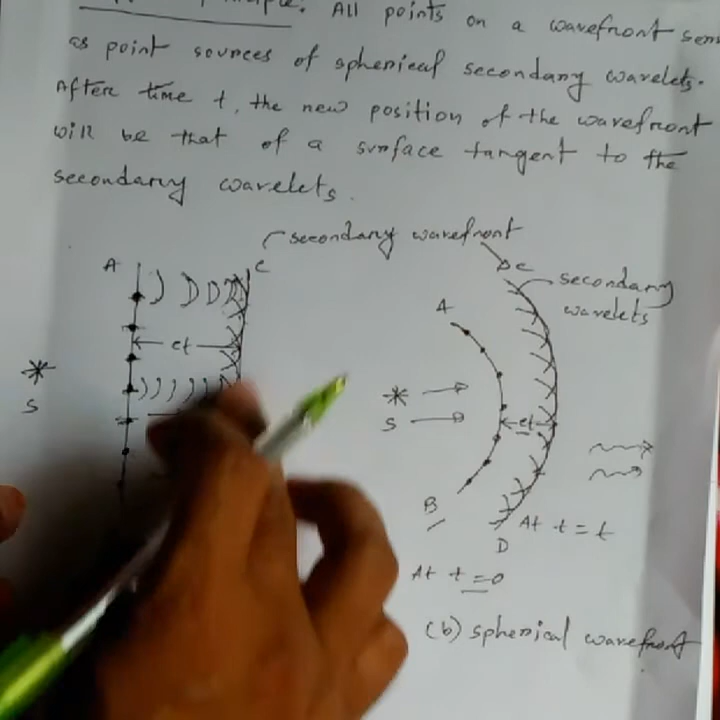 All points on a wavefront
as point sources of spherical secondary wavelets.
After time t, the new position of the wavefront
will be that of a surface tangent to the
secondary wavelets.
secondary wavefront
A
C
C
secondary
wavelets
A
ct
S
S
ct
B
At t = t
D
At t = 0
(b) spherical wavefront